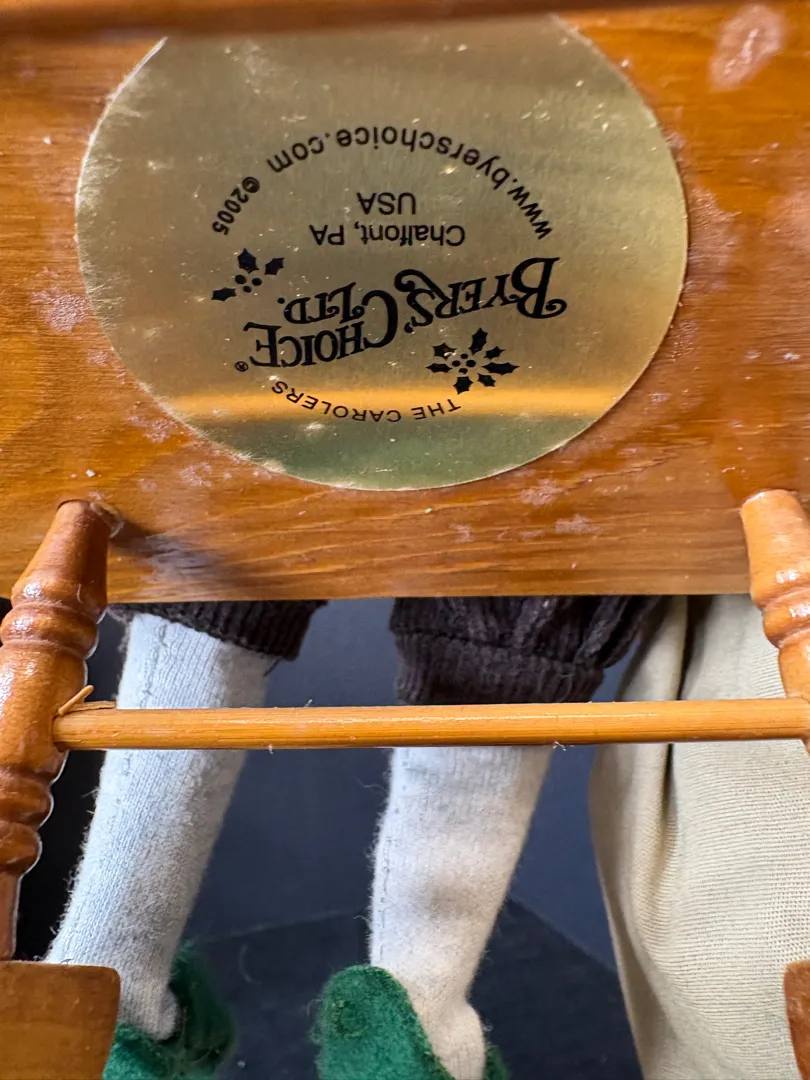 THE CAROLERS
BYERS' CHOICE
LTD.®
Chalfont, PA
USA
www.byerschoice.com ©2005